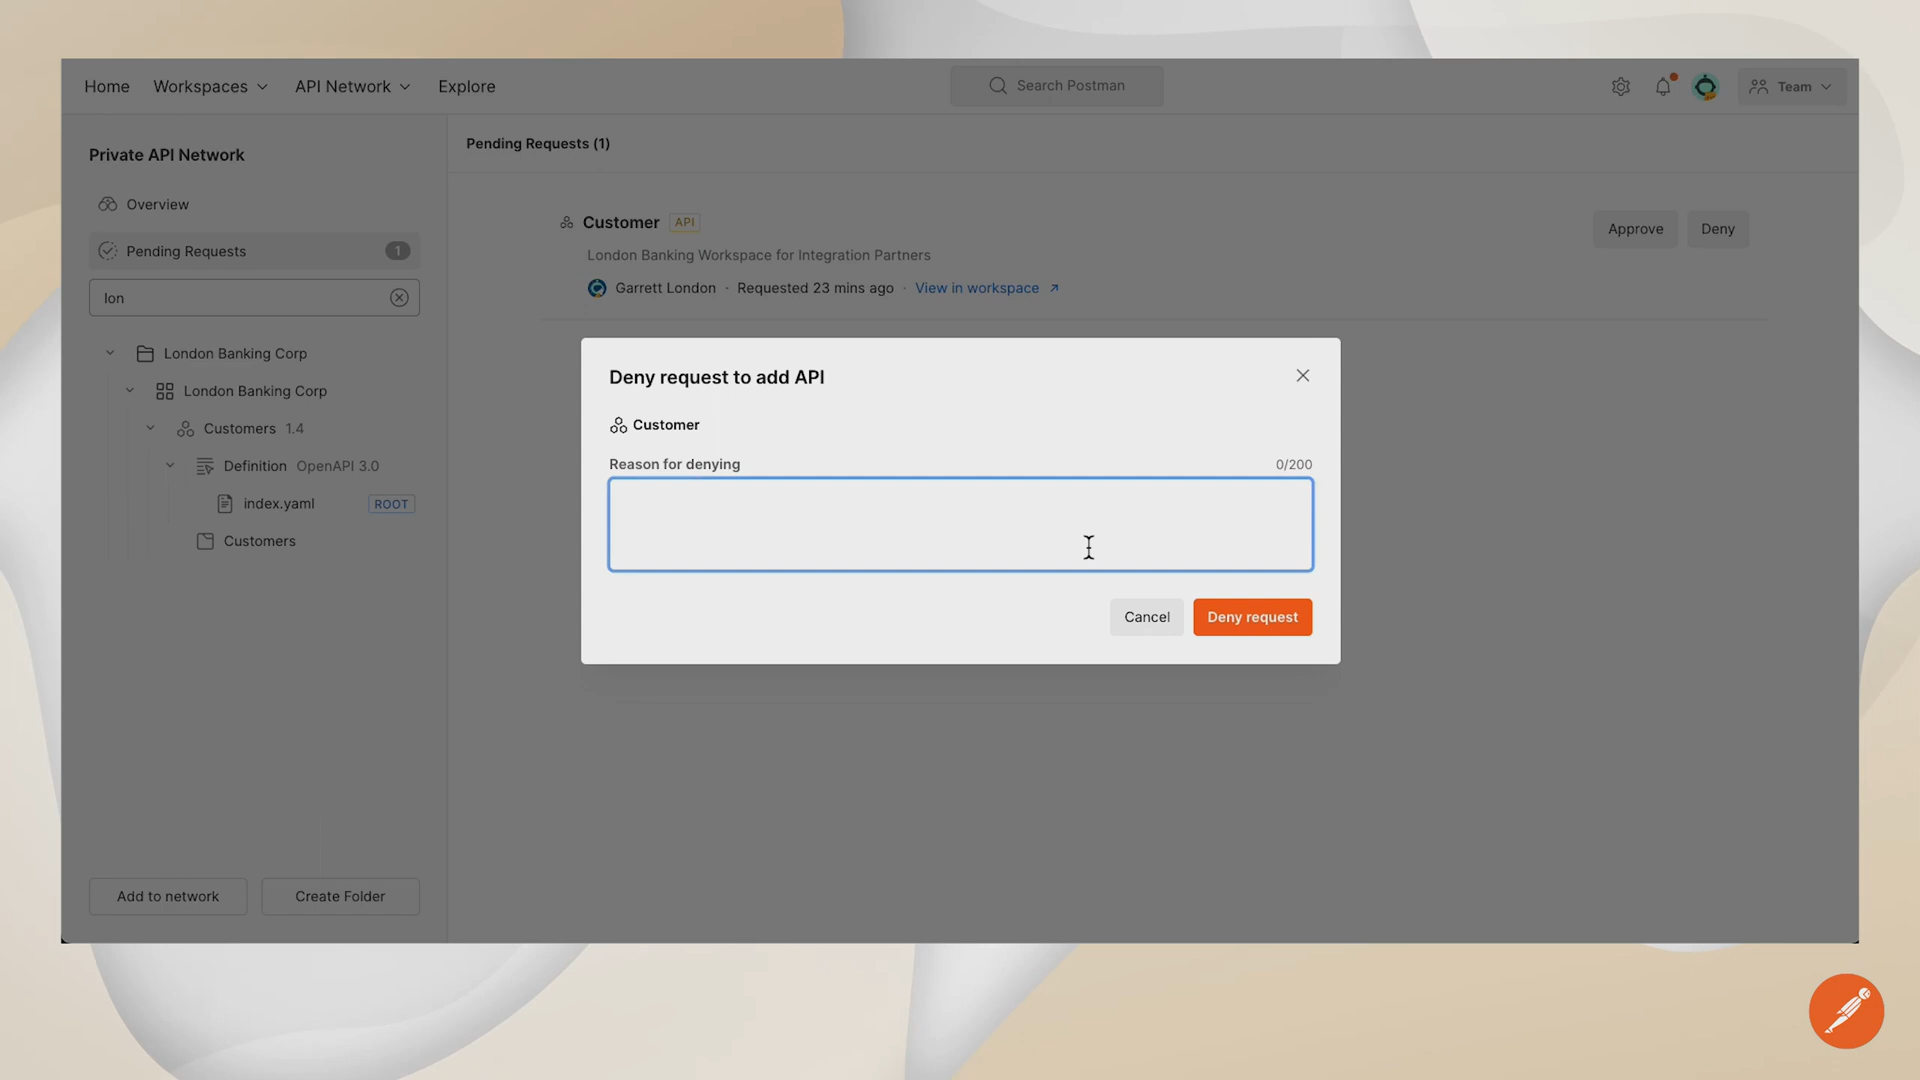 Home Workspaces API Network Explore
Search Postman
Team
Private API Network
Overview
Pending Requests 1
lon
London Banking Corp
London Banking Corp
Customers 1.4
Definition OpenAPI 3.0
index.yaml ROOT
Customers
Add to network Create Folder
Pending Requests (1)
Customer API
Approve Deny
London Banking Workspace for Integration Partners
Garrett London · Requested 23 mins ago · View in workspace
Deny request to add API
Customer
Reason for denying 0/200
Cancel Deny request